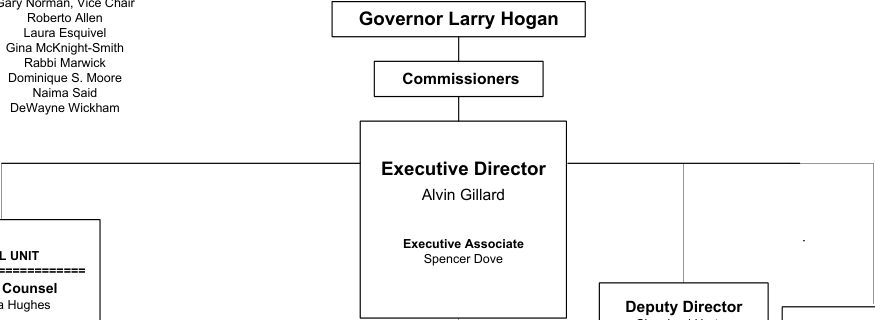 Gary Norman, Vice Chair
Roberto Allen
Laura Esquivel
Gina McKnight-Smith
Rabbi Marwick
Dominique S. Moore
Naima Said
DeWayne Wickham
Governor Larry Hogan
Commissioners
Executive Director
Alvin Gillard
Executive Associate
Spencer Dove
L UNIT
============
Counsel
a Hughes
Deputy Director